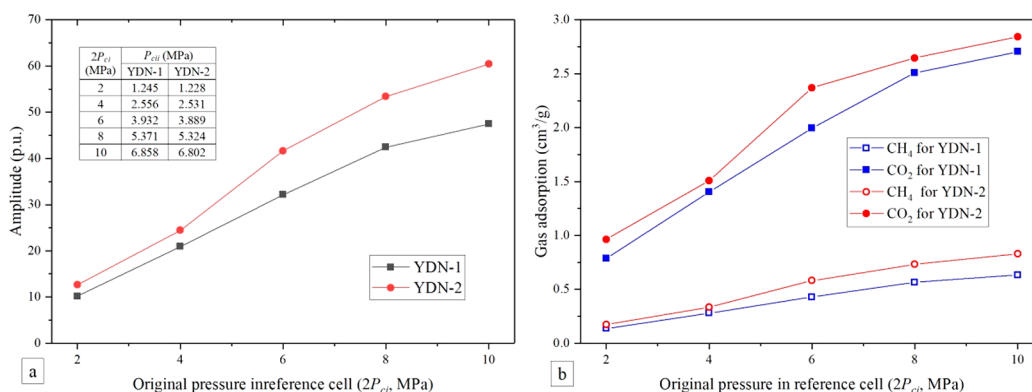 70
60
50
40
30
20
10
0
Amplitude (p.u.)
2P_ci (MPa) P_cii (MPa)
YDN-1 YDN-2
2 1.245 1.228
4 2.556 2.531
6 3.932 3.889
8 5.371 5.324
10 6.858 6.802
YDN-1
YDN-2
2 4 6 8 10
a
Original pressure inreference cell (2P_ci, MPa)
3.0
2.5
2.0
1.5
1.0
0.5
0.0
Gas adsorption (cm³/g)
CH₄ for YDN-1
CO₂ for YDN-1
CH₄ for YDN-2
CO₂ for YDN-2
2 4 6 8 10
b
Original pressure in reference cell (2P_ci, MPa)